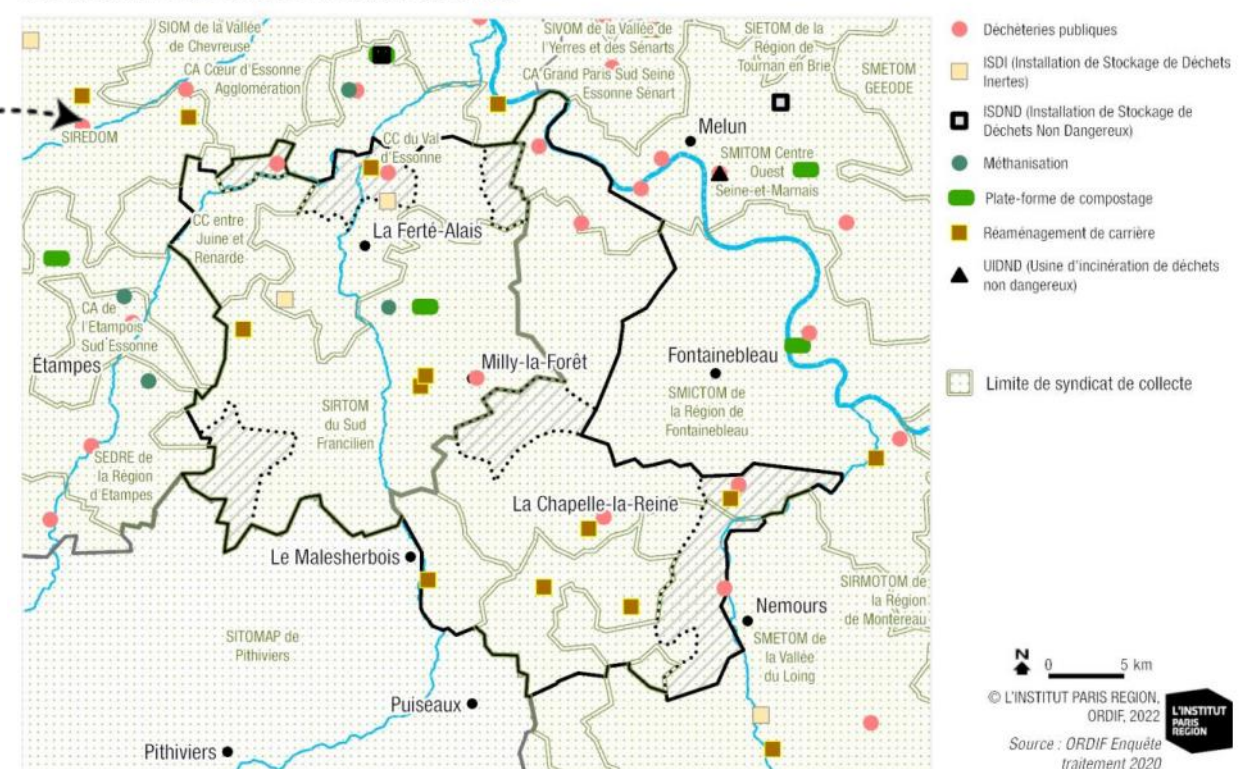 SIOM de la Vallée
de Chevreuse
CA Cœur d'Essonne
Agglomération
SIVOM de la Vallée de
l'Yerres et des Sénarts
CA Grand Paris Sud Seine
Essonne Sénart
SIETOM de la
Région de
Tournan en Brie
SMETOM
GEEODE
SIREDOM
CC du Val
d'Essonne
Melun
SMITOM Centre
Ouest
Seine-et-Marnais
CC entre
Juine et
Renarde
La Ferté-Alais
CA de
l'Etampois
Sud Essonne
Étampes
Milly-la-Forêt
Fontainebleau
SMICTOM de
la Région de
Fontainebleau
SIRTOM
du Sud
Francilien
SEDRE de
la Région
d'Etampes
La Chapelle-la-Reine
Le Malesherbois
SIRMOTOM de
la Région
de Montereau
Nemours
SMETOM de
la Vallée
du Loing
SITOMAP de
Pithiviers
Puiseaux
Pithiviers
Déchèteries publiques
ISDI (Installation de Stockage de Déchets
Inertes)
ISDND (Installation de Stockage de
Déchets Non Dangereux)
Méthanisation
Plate-forme de compostage
Réaménagement de carrière
UIDND (Usine d'incinération de déchets
non dangereux)
Limite de syndicat de collecte
N
0 5 km
© L'INSTITUT PARIS REGION,
ORDIF, 2022
Source : ORDIF Enquête
traitement 2020
L'INSTITUT
PARIS
REGION